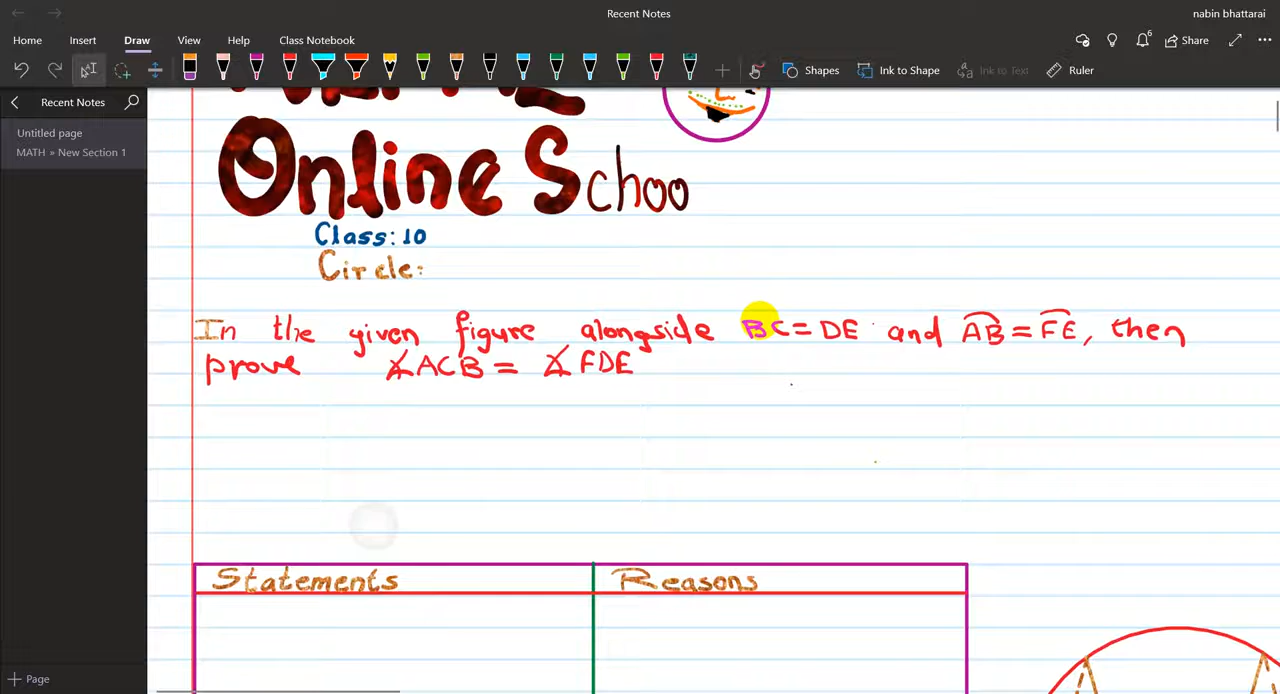 Recent Notes
nabin bhattarai
Home Insert Draw View Help Class Notebook
6 Share
Shapes Ink to Shape Ink to Text Ruler
Recent Notes
Untitled page
MATH » New Section 1
Online Schoo
Class: 10
Circle:
In the given figure alongside BC = DE and A͡B = F͡E, then
prove ∡ACB = ∡FDE
Statements Reasons
+ Page